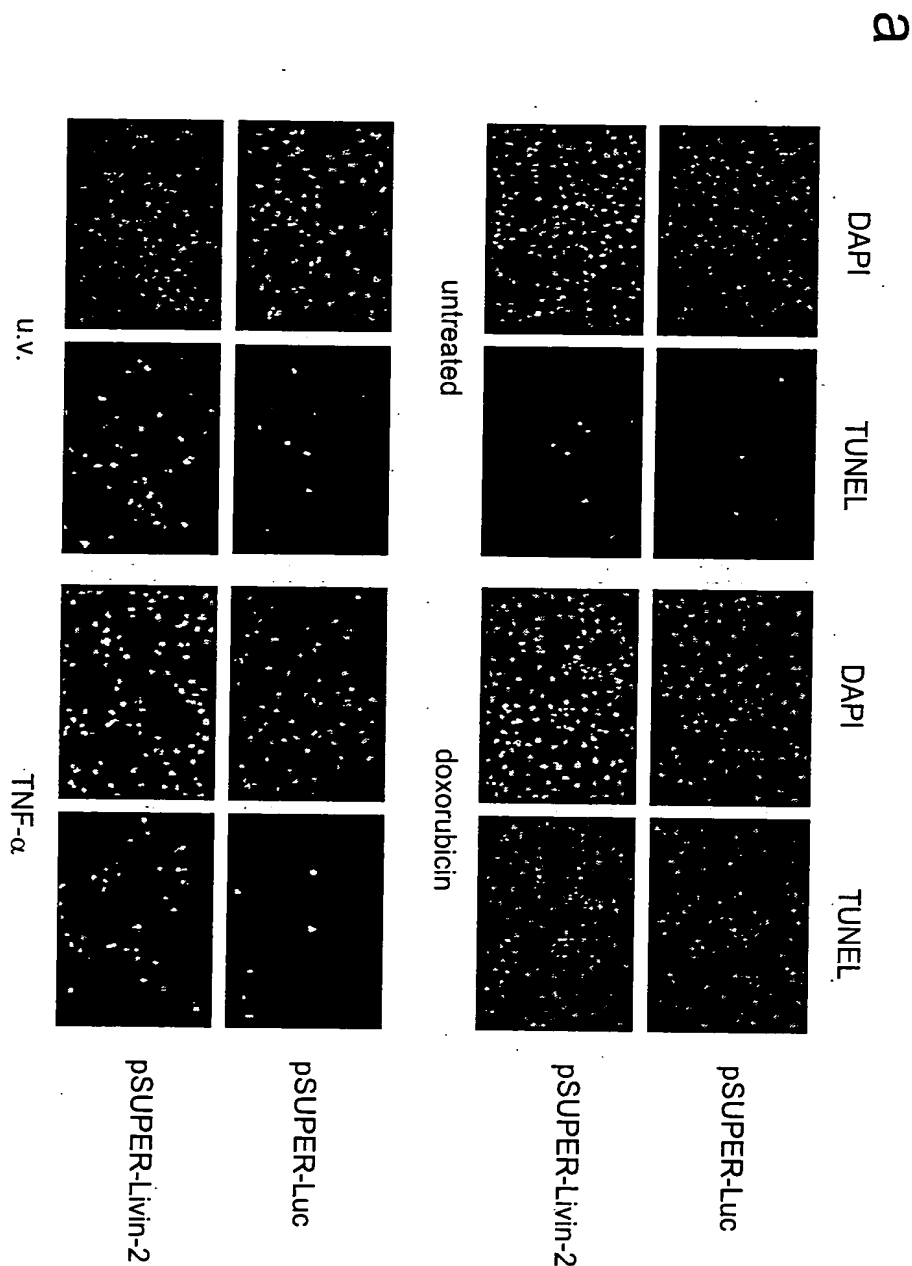 a
DAPI
TUNEL
DAPI
TUNEL
pSUPER-Luc
pSUPER-Livin-2
untreated
doxorubicin
pSUPER-Luc
pSUPER-Livin-2
u.v.
TNF-α